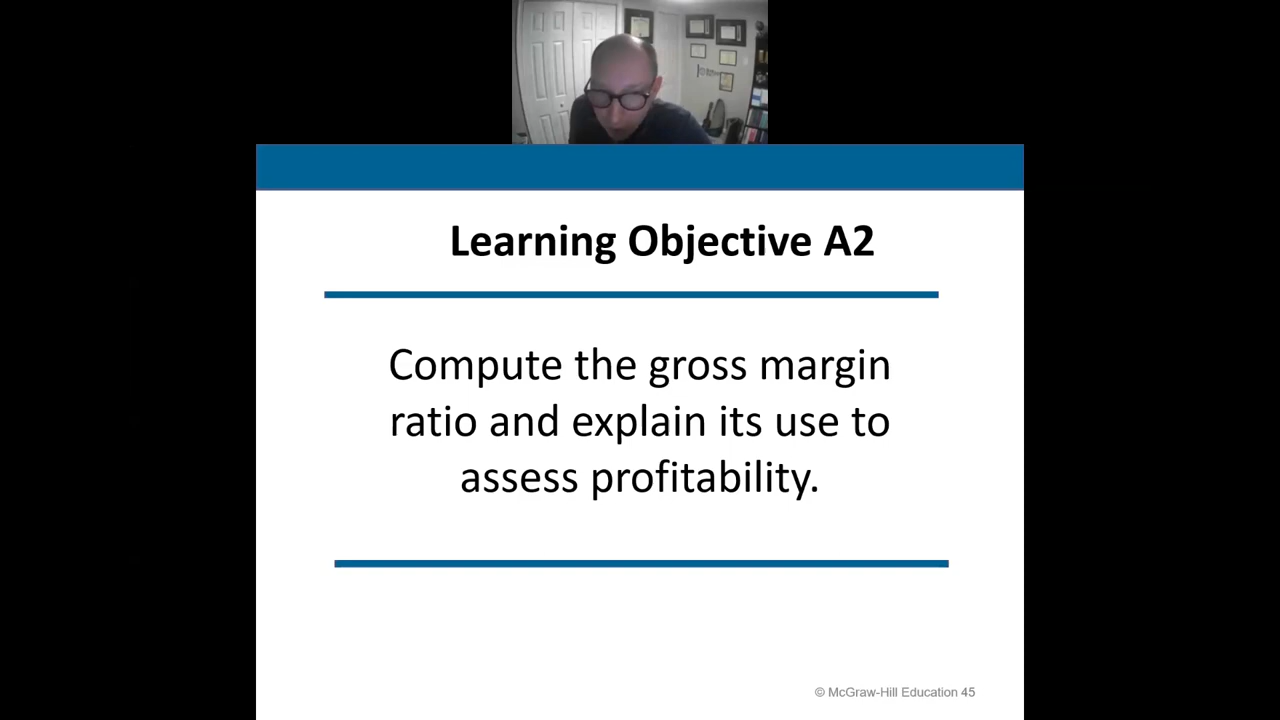 Learning Objective A2
Compute the gross margin
ratio and explain its use to
assess profitability.
© McGraw-Hill Education 45